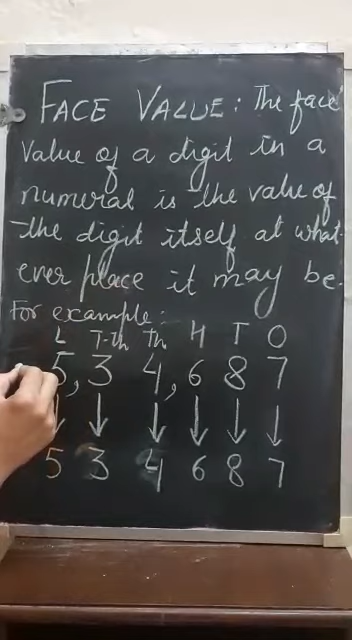 FACE VALUE: The face
value of a digit in a
numeral is the value of
the digit itself at what-
ever place it may be.
For example:
L T-th Th H T O
5,3 4,6 8 7
5 3 4 6 8 7